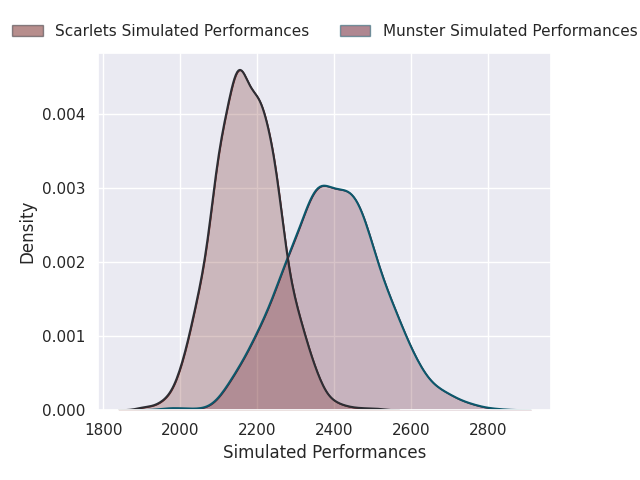 Scarlets Simulated Performances Munster Simulated Performances
0.004
0.003
0.002
0.001
0.000
Density
1800 2000 2200 2400 2600 2800
Simulated Performances